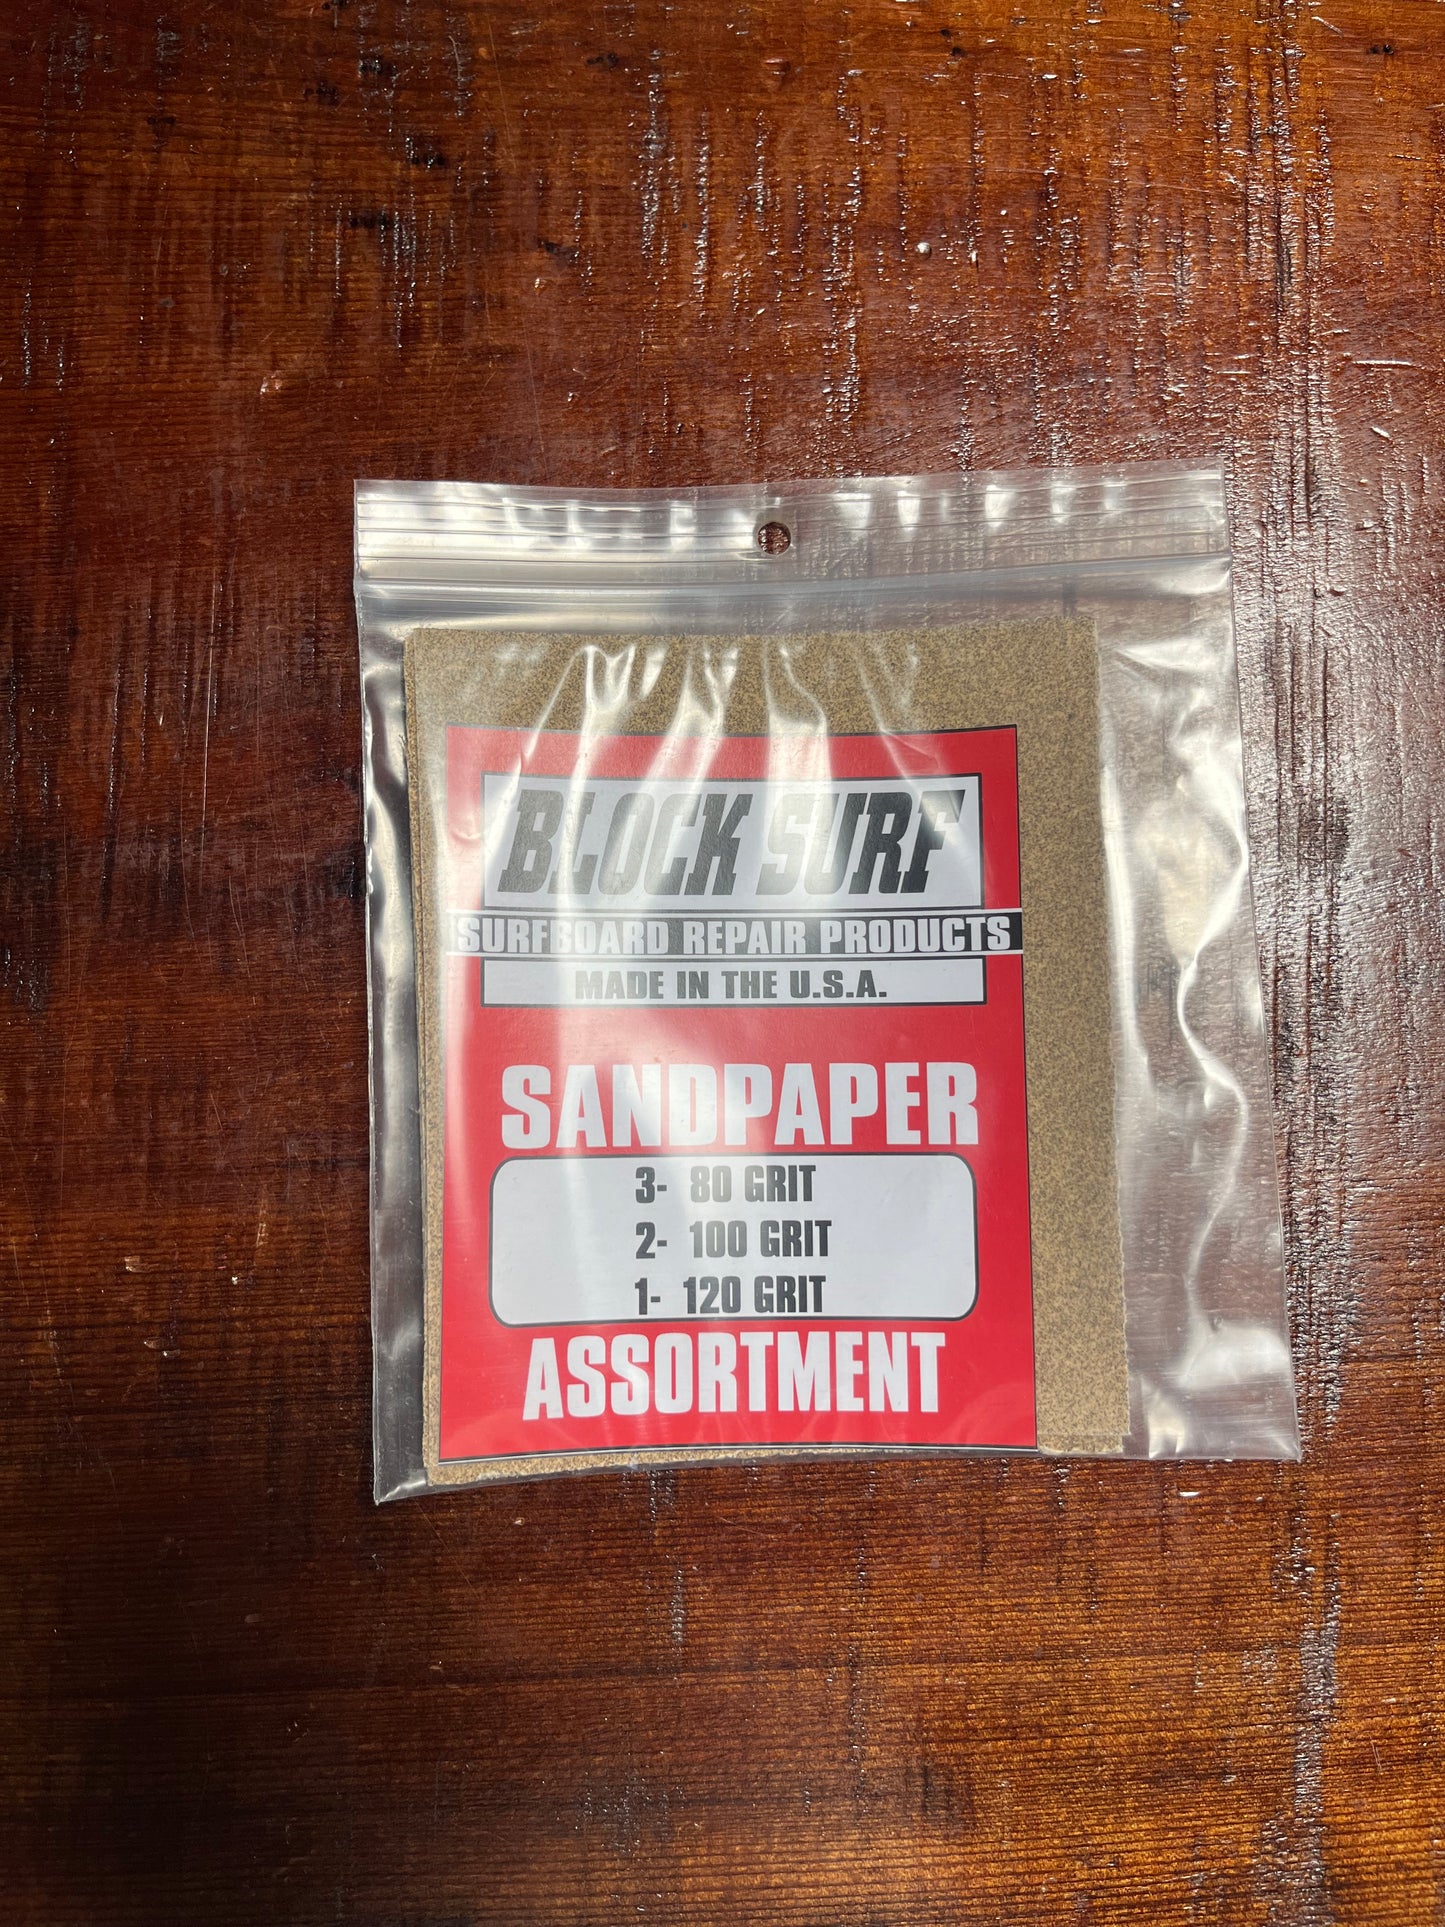 BLOCK SURF
SURFBOARD REPAIR PRODUCTS
MADE IN THE U.S.A.
SANDPAPER
3- 80 GRIT
2- 100 GRIT
1- 120 GRIT
ASSORTMENT